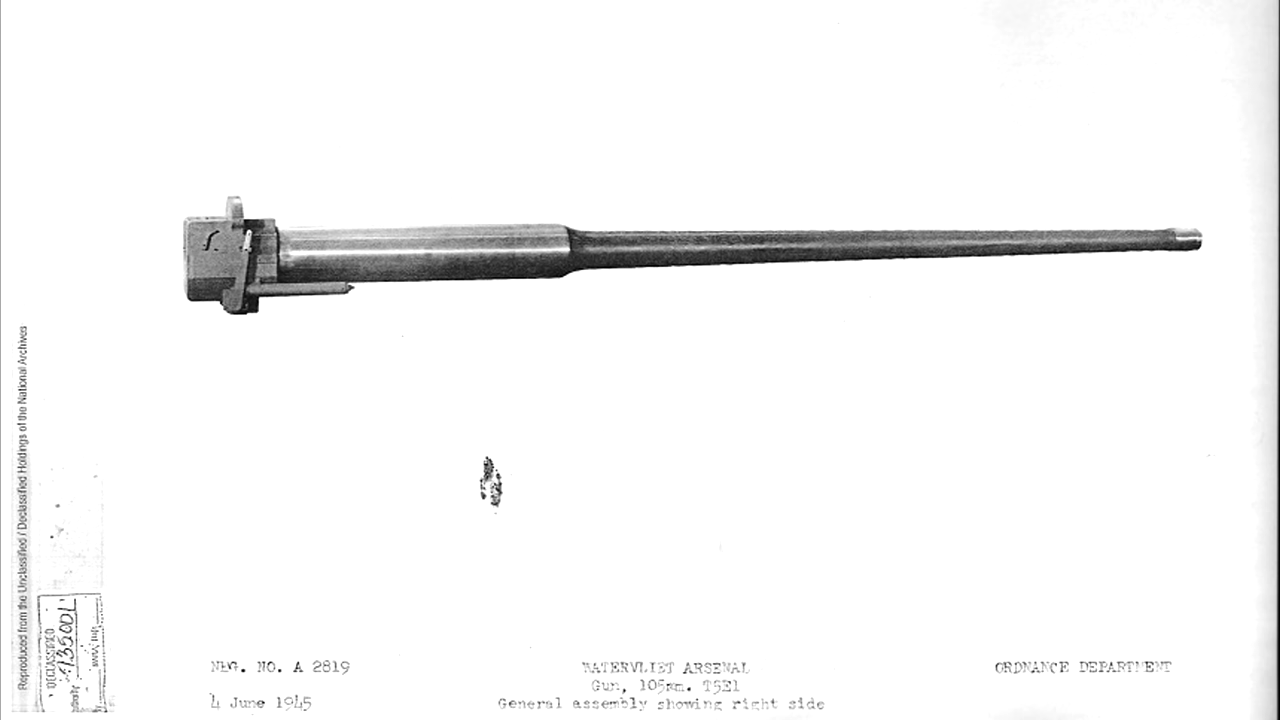 Reproduced from the Unclassified / Declassified Holdings of the National Archives
DECLASSIFIED
NEG. NO. A 2819
WATERVLIET ARSENAL
ORDNANCE DEPARTMENT
Gun, 105mm. T5E1
4 June 1945
General assembly showing right side